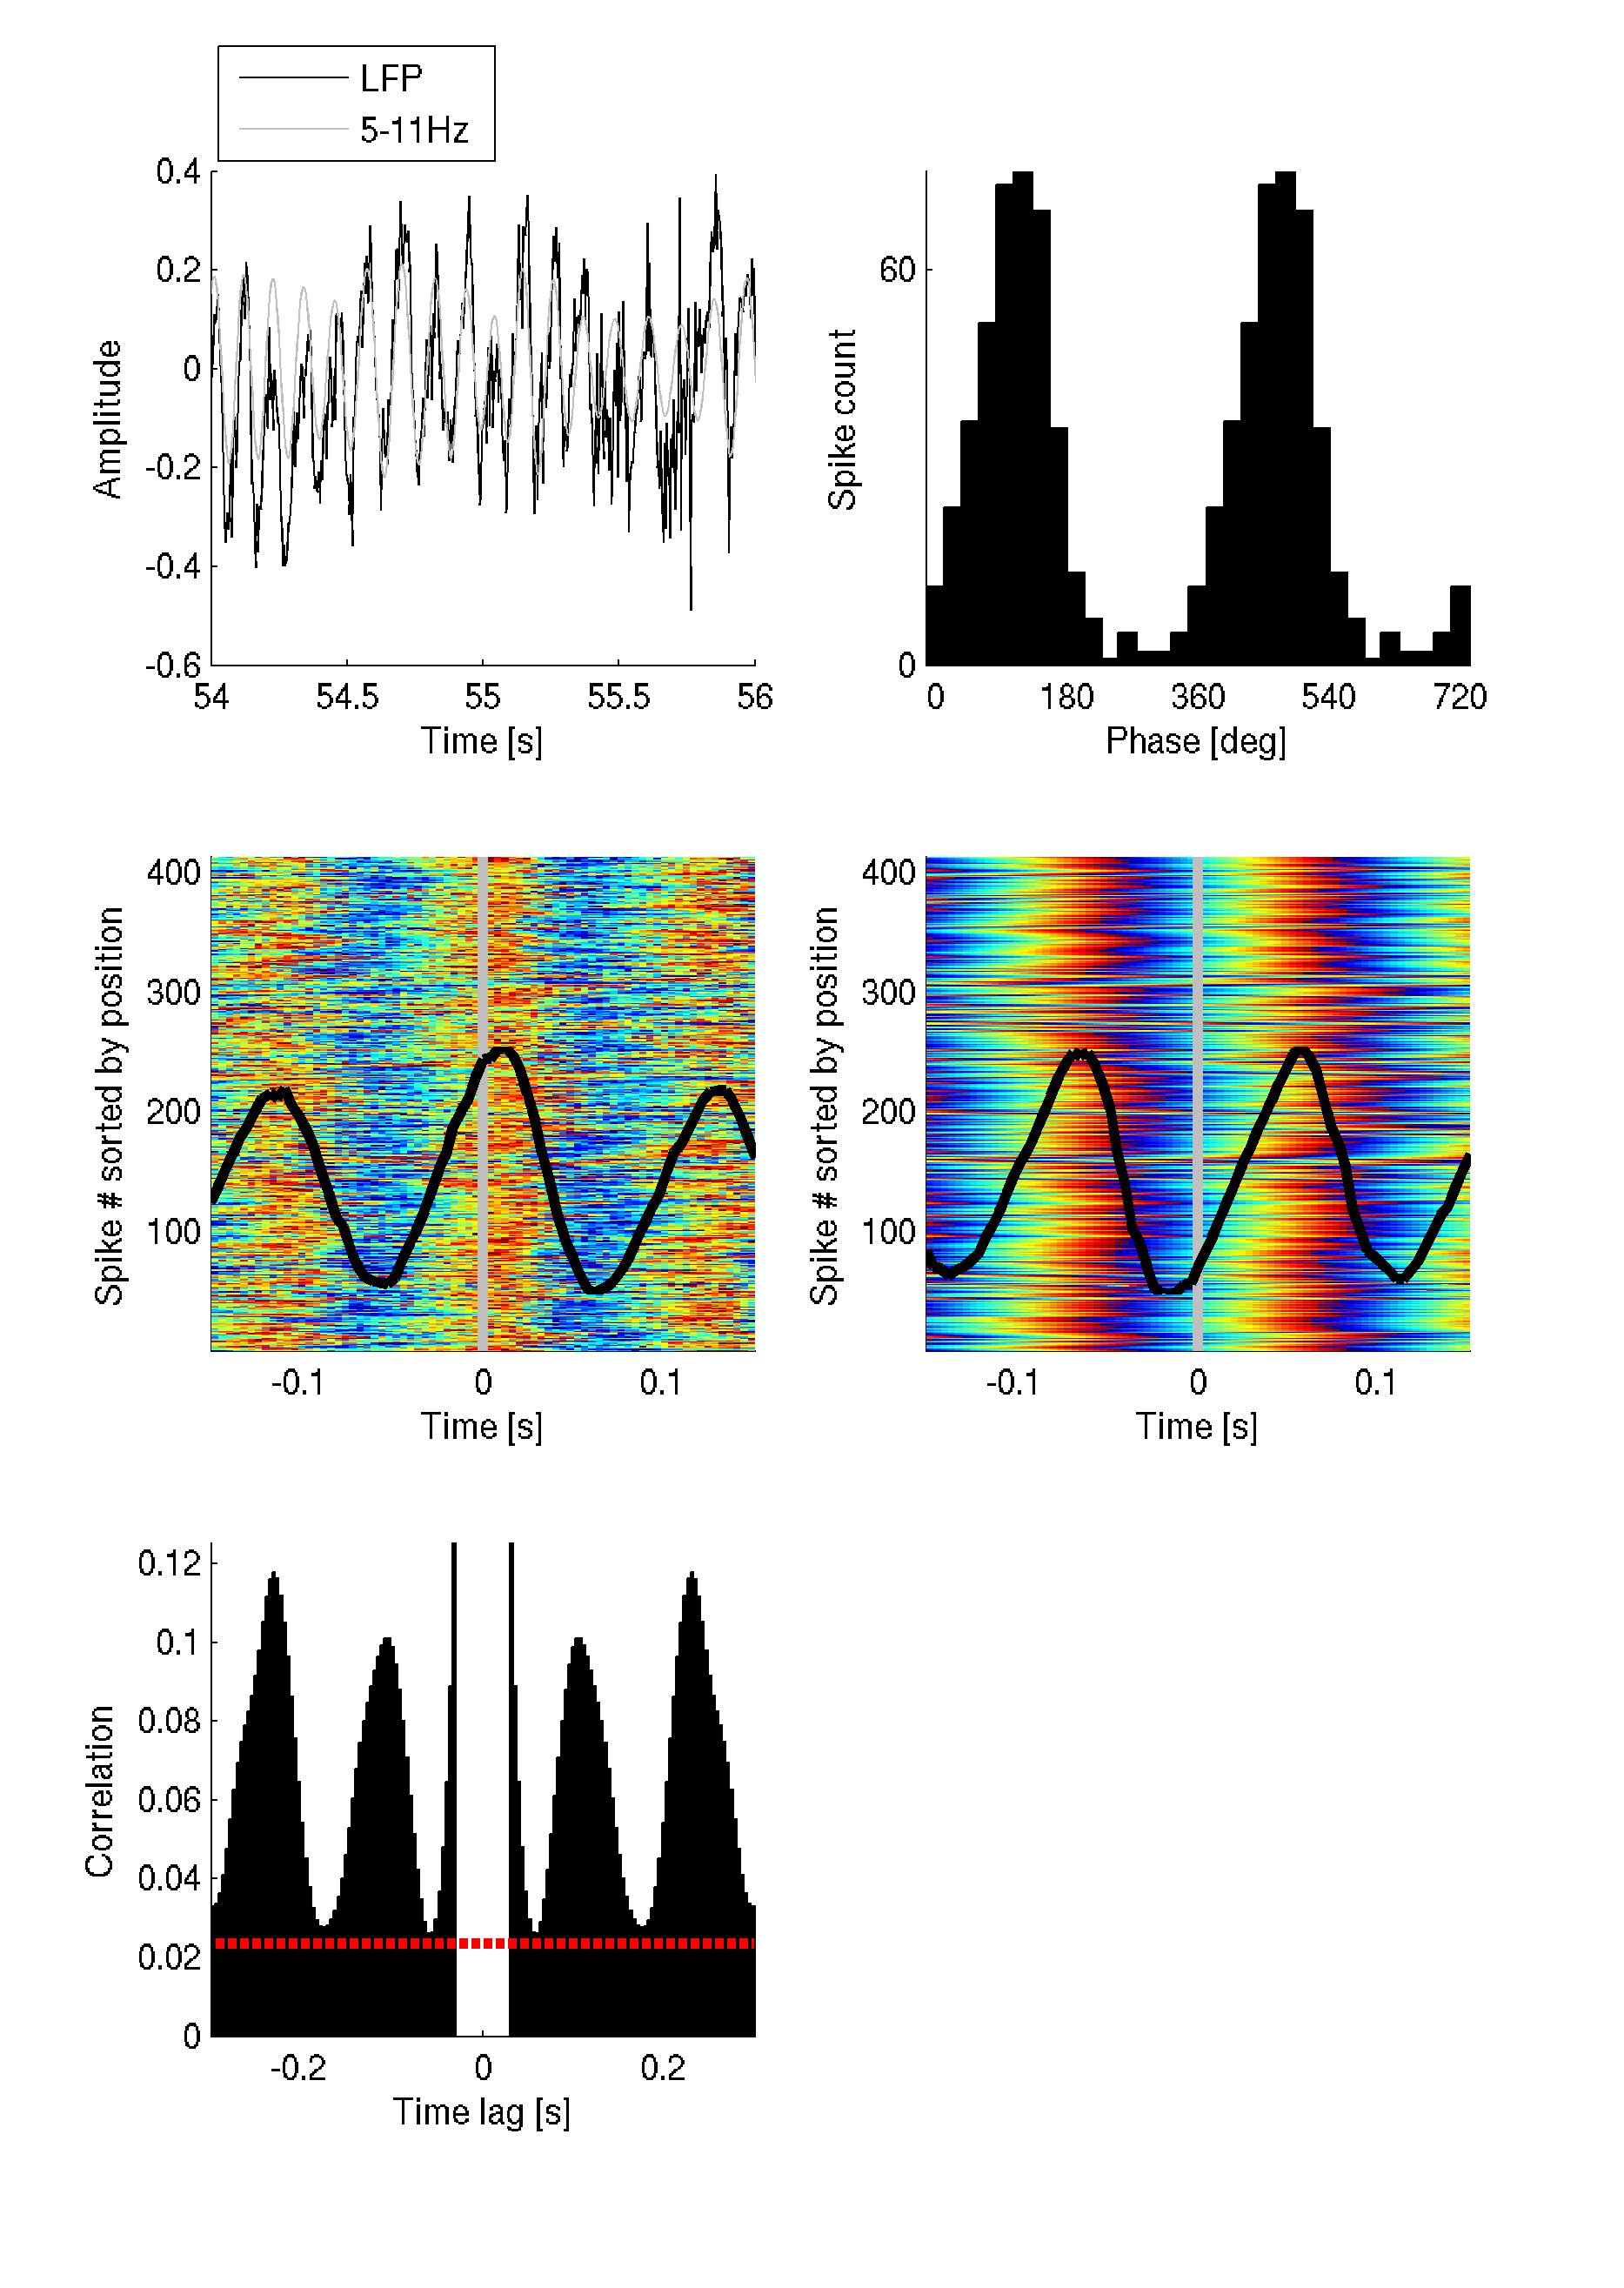 LFP
5-11Hz
0.4
0.2
0
-0.2
-0.4
-0.6
Amplitude
54 54.5 55 55.5 56
Time [s]
60
0
Spike count
0 180 360 540 720
Phase [deg]
400
300
200
100
Spike # sorted by position
-0.1 0 0.1
Time [s]
400
300
200
100
Spike # sorted by position
-0.1 0 0.1
Time [s]
0.12
0.1
0.08
0.06
0.04
0.02
0
Correlation
-0.2 0 0.2
Time lag [s]